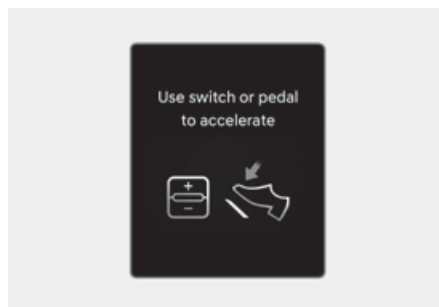 Use switch or pedal
to accelerate
+
−